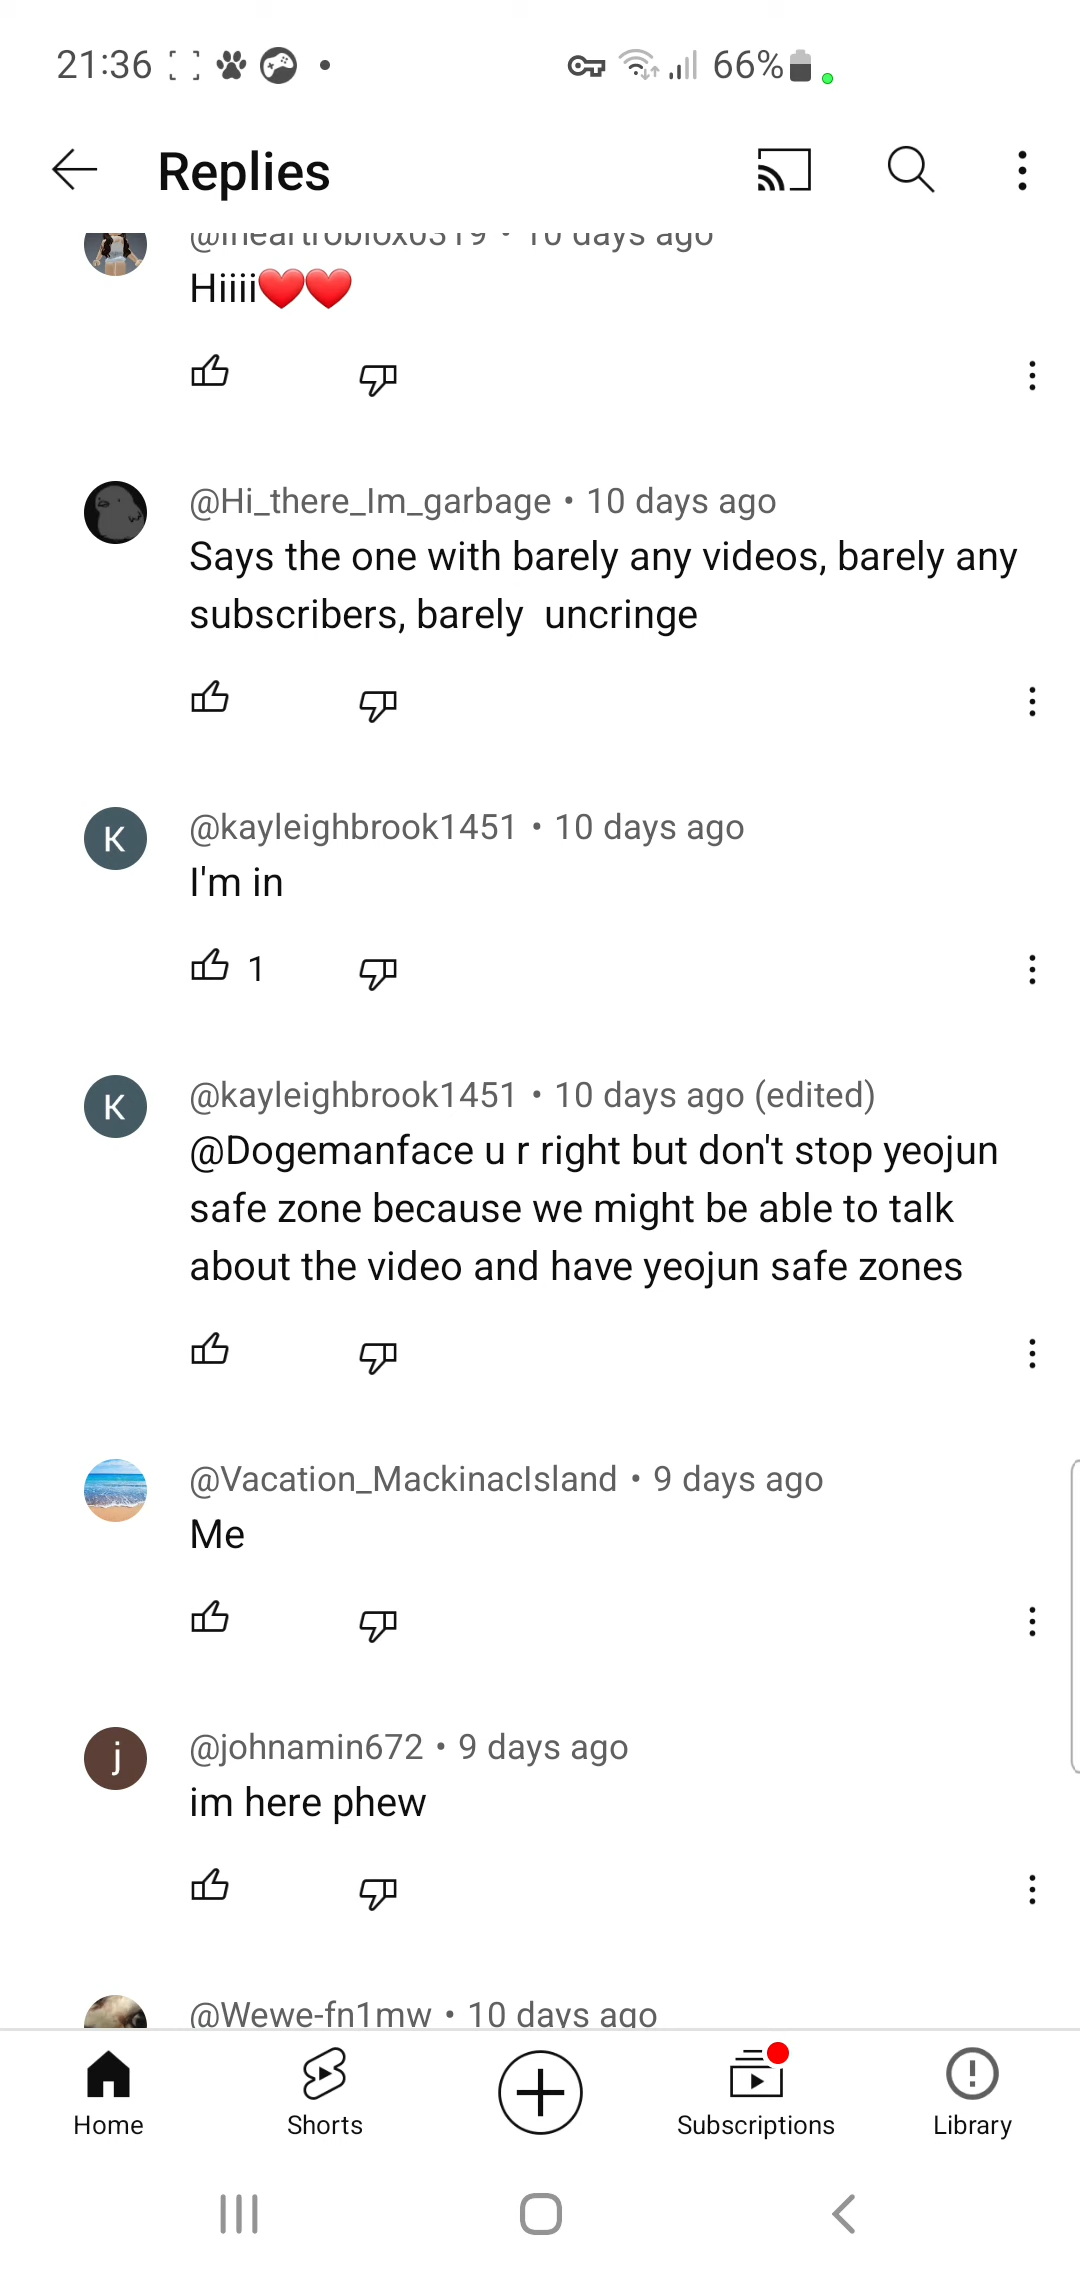 21:36
66%
Replies
10 days ago
Hiiii❤️❤️
@Hi_there_Im_garbage • 10 days ago
Says the one with barely any videos, barely any
subscribers, barely  uncringe
K
@kayleighbrook1451 • 10 days ago
I'm in
1
K
@kayleighbrook1451 • 10 days ago (edited)
@Dogemanface u r right but don't stop yeojun
safe zone because we might be able to talk
about the video and have yeojun safe zones
@Vacation_MackinacIsland • 9 days ago
Me
j
@johnamin672 • 9 days ago
im here phew
@Wewe-fn1mw • 10 days ago
Home
Shorts
Subscriptions
Library